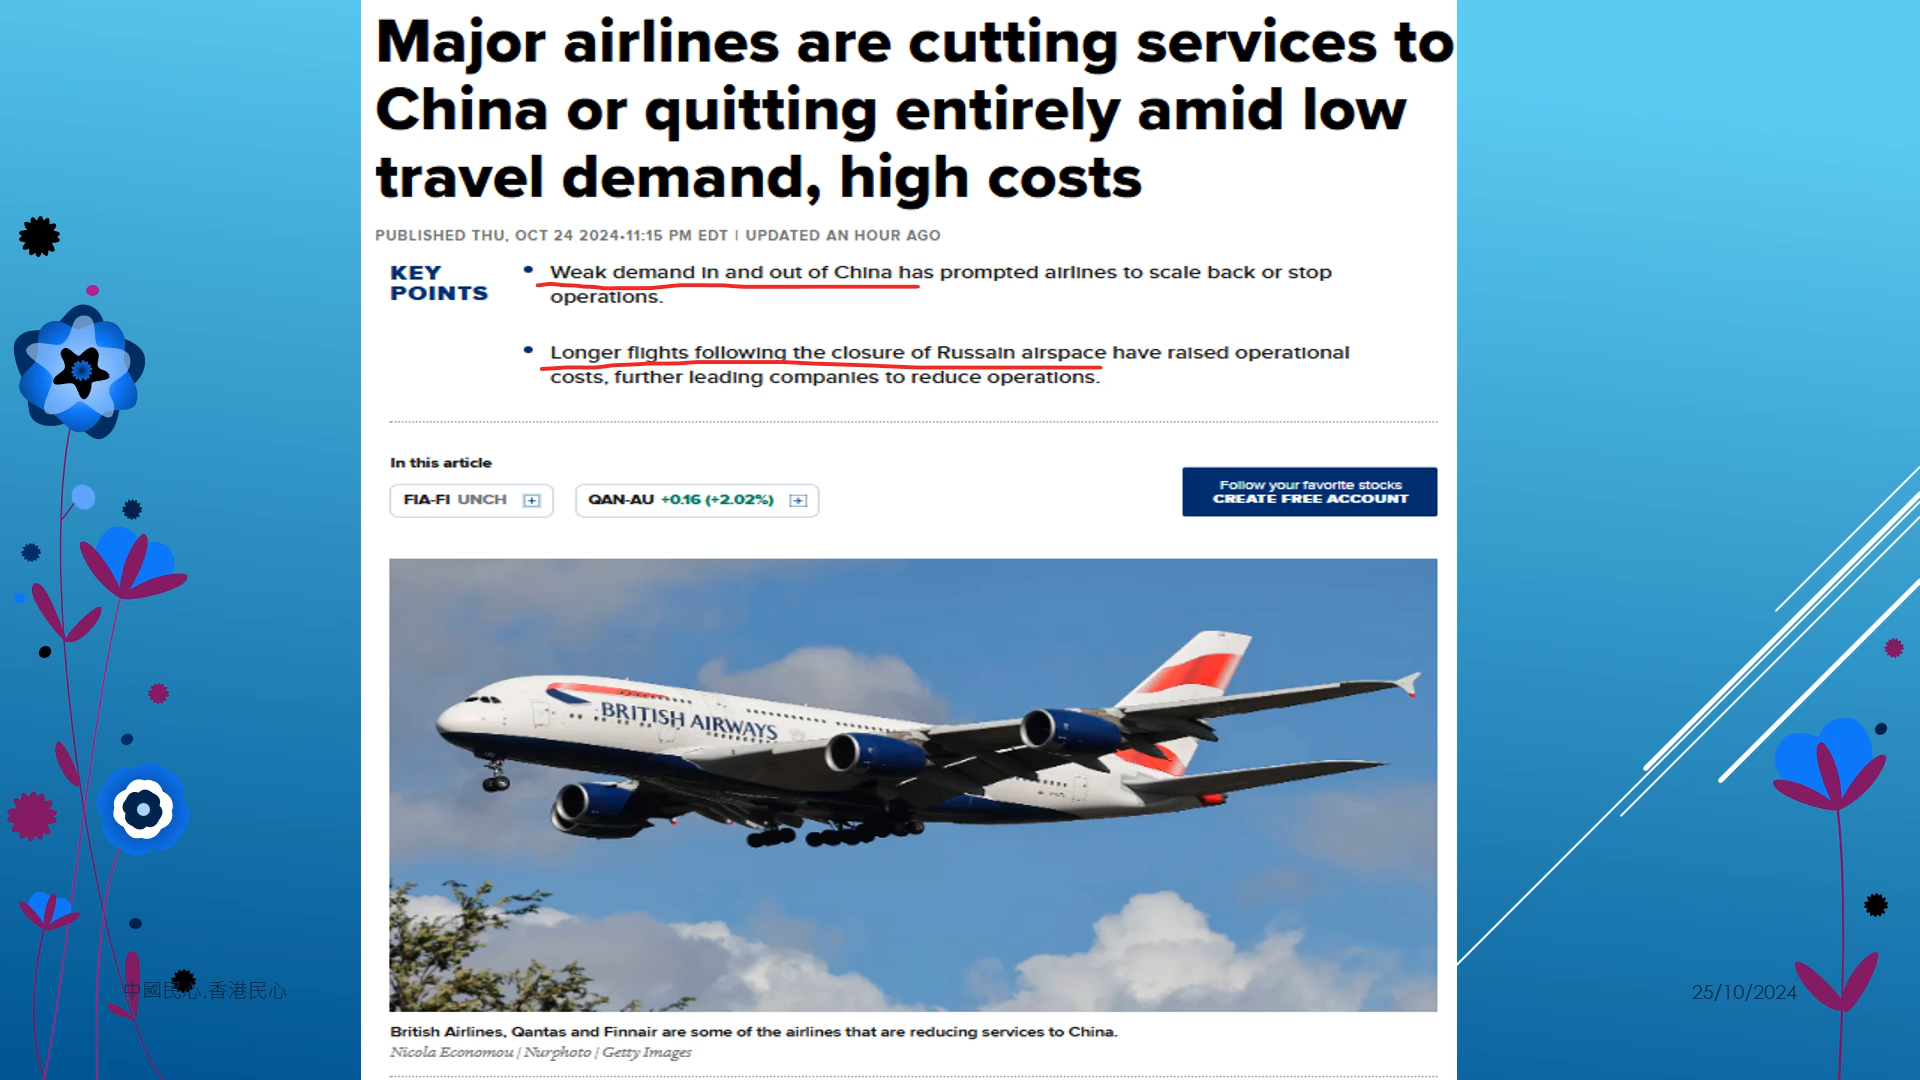 Major airlines are cutting services to
China or quitting entirely amid low
travel demand, high costs
PUBLISHED THU, OCT 24 2024•11:15 PM EDT | UPDATED AN HOUR AGO
KEY
POINTS
• Weak demand in and out of China has prompted airlines to scale back or stop
operations.
• Longer flights following the closure of Russain airspace have raised operational
costs, further leading companies to reduce operations.
In this article
FIA-FI UNCH
QAN-AU +0.16 (+2.02%)
Follow your favorite stocks
CREATE FREE ACCOUNT
BRITISH AIRWAYS
British Airlines, Qantas and Finnair are some of the airlines that are reducing services to China.
Nicola Economou | Nurphoto | Getty Images
中國民心.香港民心
25/10/2024